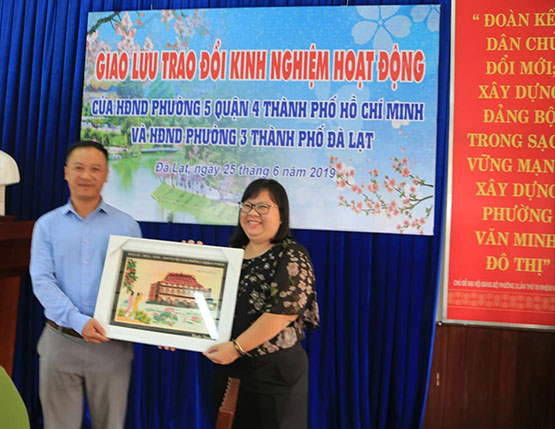 GIAO LƯU TRAO ĐỔI KINH NGHIỆM HOẠT ĐỘNG
CỦA HĐND PHƯỜNG 5 QUẬN 4 THÀNH PHỐ HỒ CHÍ MINH
VÀ HĐND PHƯỜNG 3 THÀNH PHỐ ĐÀ LẠT
Đà Lạt, ngày 25 tháng 6 năm 2019
“ ĐOÀN KẾ
DÂN CHỦ
ĐỔI MỚI;
XÂY DỰNG
ĐẢNG BỘ
TRONG SẠC
VỮNG MẠN
XÂY DỰN
PHƯỜNG
VĂN MINH
ĐÔ THỊ ”